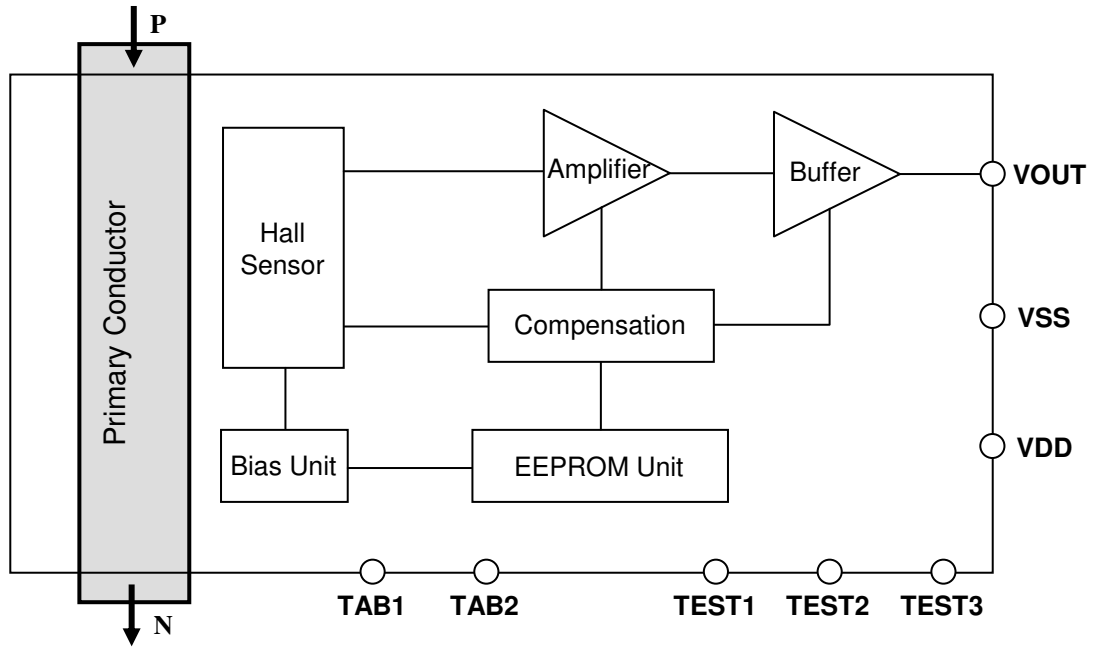 P
Primary Conductor
Hall
Sensor
Amplifier
Buffer
VOUT
Compensation
VSS
Bias Unit
EEPROM Unit
VDD
TAB1
TAB2
TEST1
TEST2
TEST3
N